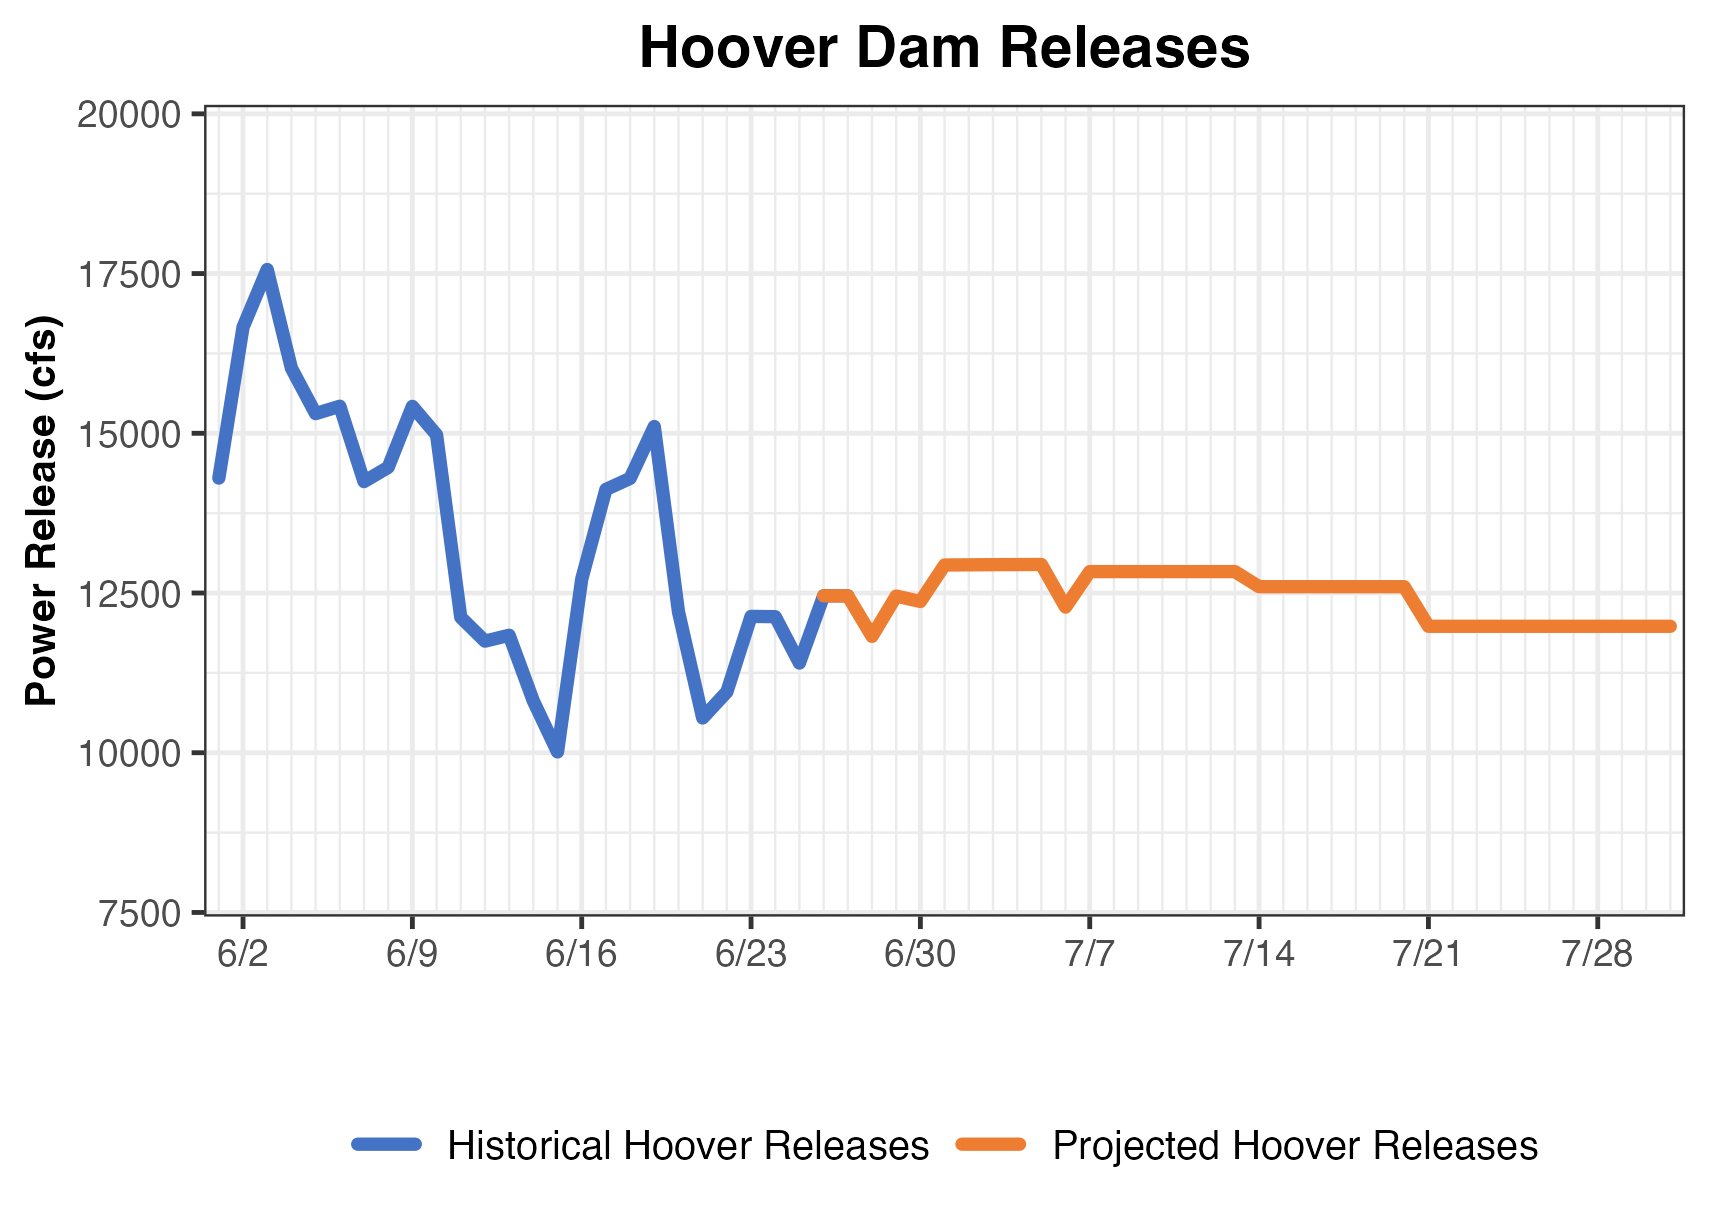 Hoover Dam Releases
20000
17500
15000
12500
10000
7500
Power Release (cfs)
6/2 6/9 6/16 6/23 6/30 7/7 7/14 7/21 7/28
Historical Hoover Releases Projected Hoover Releases